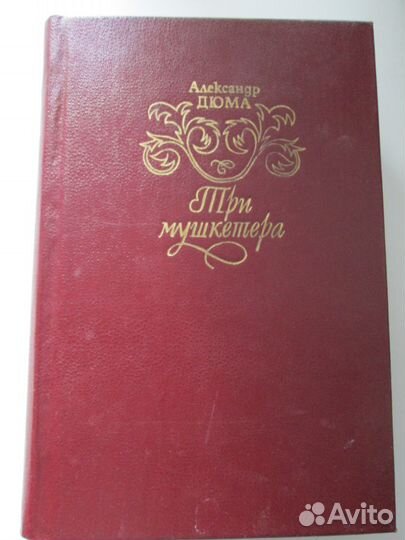 Александр
ДЮМА
Три
мушкетера
Avito